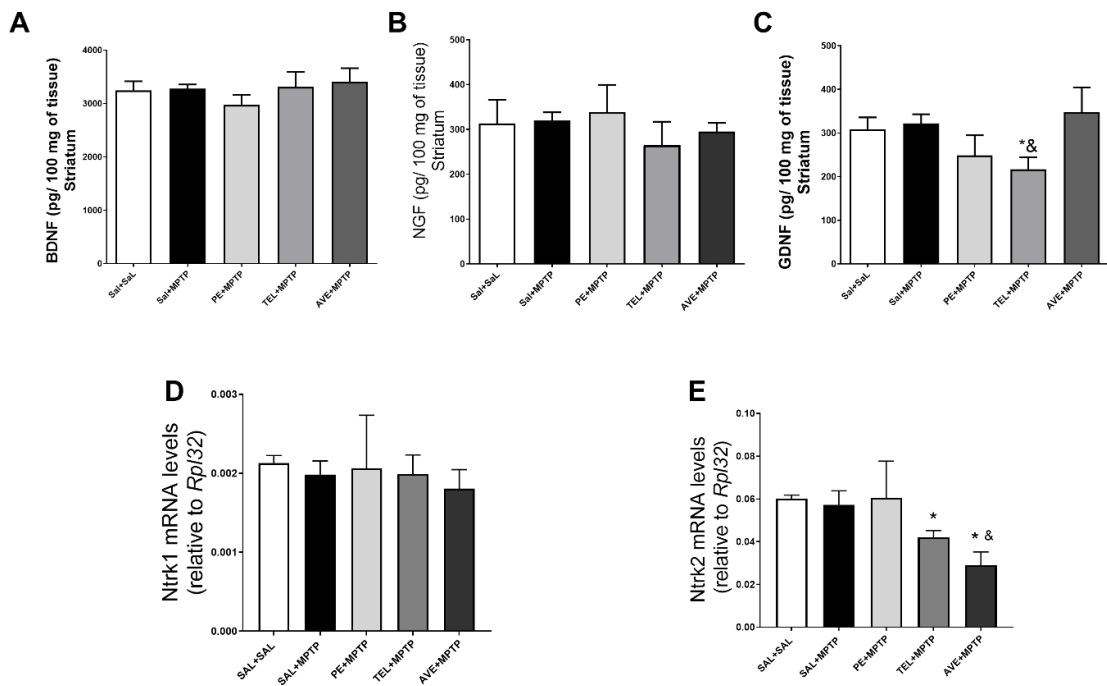 A
BDNF (pg/ 100 mg of tissue)
Striatum
4000
3000
2000
1000
0
Sal+SaL
Sal+MPTP
PE+MPTP
TEL+MPTP
AVE+MPTP
B
NGF (pg/ 100 mg of tissue)
Striatum
500
400
300
200
100
0
Sal+SaL
Sal+MPTP
PE+MPTP
TEL+MPTP
AVE+MPTP
C
GDNF (pg/ 100 mg of tissue)
Striatum
500
400
300
200
100
0
*&
Sal+SaL
Sal+MPTP
PE+MPTP
TEL+MPTP
AVE+MPTP
D
Ntrk1 mRNA levels
(relative to Rpl32)
0.003
0.002
0.001
0.000
SAL+SAL
SAL+MPTP
PE+MPTP
TEL+MPTP
AVE+MPTP
E
Ntrk2 mRNA levels
(relative to Rpl32)
0.10
0.08
0.06
0.04
0.02
0.00
*
* &
SAL+SAL
SAL+MPTP
PE+MPTP
TEL+MPTP
AVE+MPTP